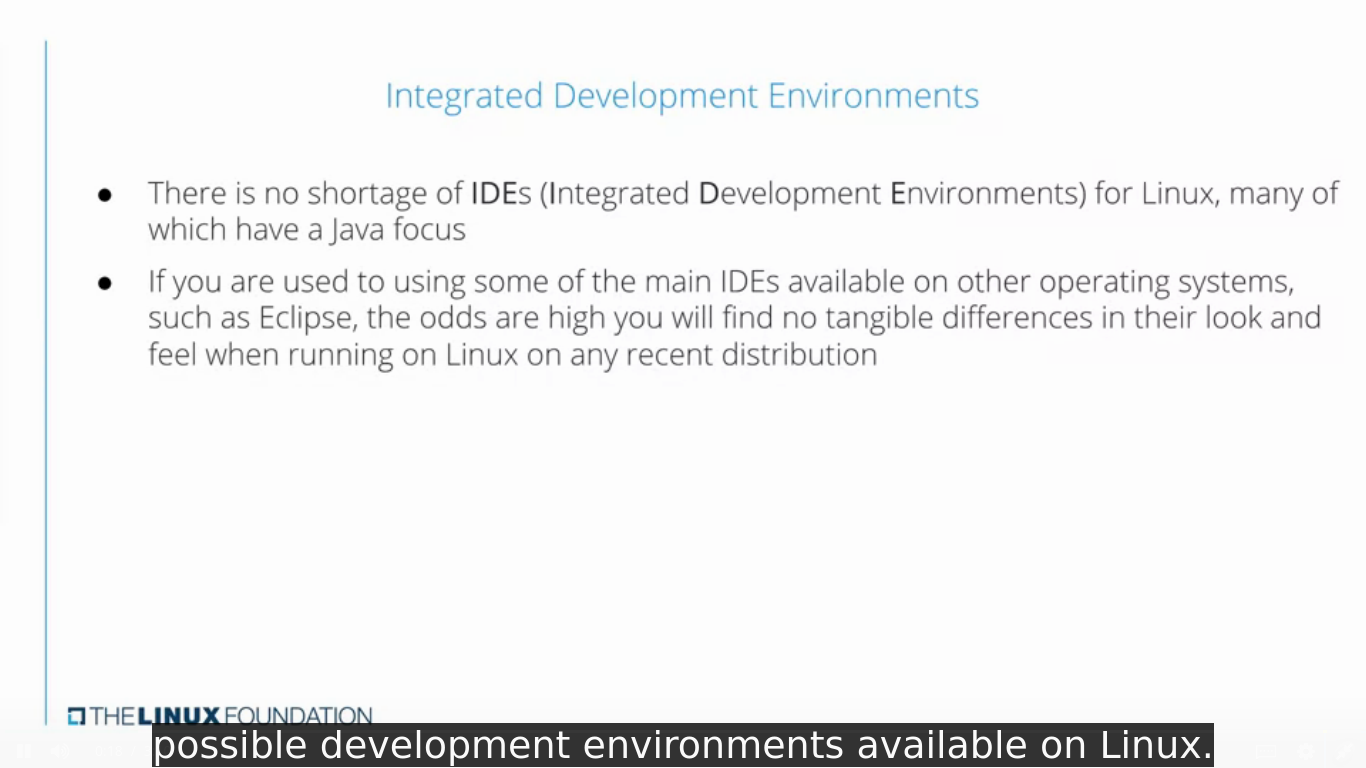 Integrated Development Environments
● There is no shortage of IDEs (Integrated Development Environments) for Linux, many of
which have a Java focus
● If you are used to using some of the main IDEs available on other operating systems,
such as Eclipse, the odds are high you will find no tangible differences in their look and
feel when running on Linux on any recent distribution
THE LINUX FOUNDATION
possible development environments available on Linux.